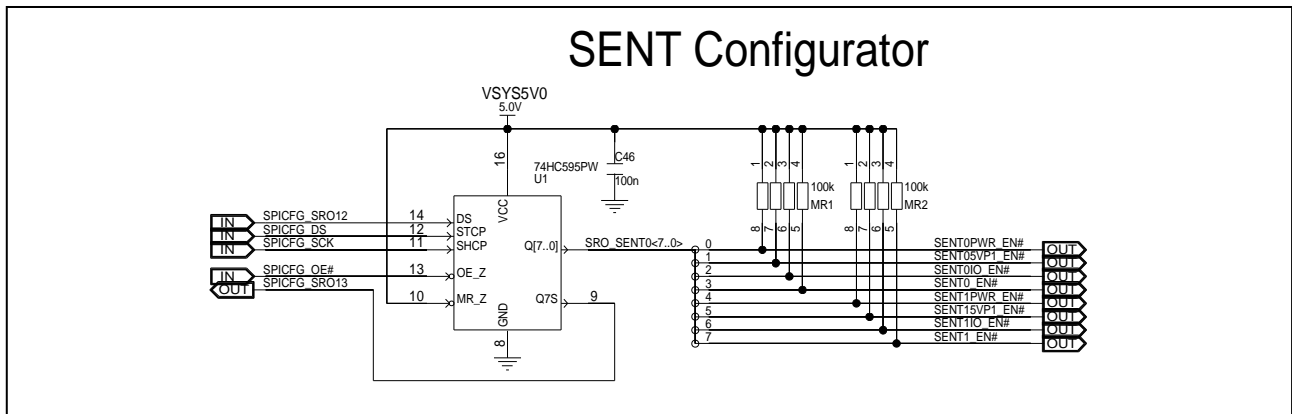 SENT Configurator
VSYS5V0
5.0V
16
74HC595PW
U1
C46
100n
VCC
1 2 3 4
100k
MR1
8 7 6 5
1 2 3 4
100k
MR2
8 7 6 5
IN SPICFG_SRO12 14 DS
IN SPICFG_DS 12 STCP
IN SPICFG_SCK 11 SHCP
Q[7..0] SRO_SENT0<7..0>
IN SPICFG_OE# 13 OE_Z
OUT SPICFG_SRO13
10 MR_Z
Q7S 9
GND
8
0 SENT0PWR_EN# OUT
1 SENT05VP1_EN# OUT
2 SENT0IO_EN# OUT
3 SENT0_EN# OUT
4 SENT1PWR_EN# OUT
5 SENT15VP1_EN# OUT
6 SENT1IO_EN# OUT
7 SENT1_EN# OUT